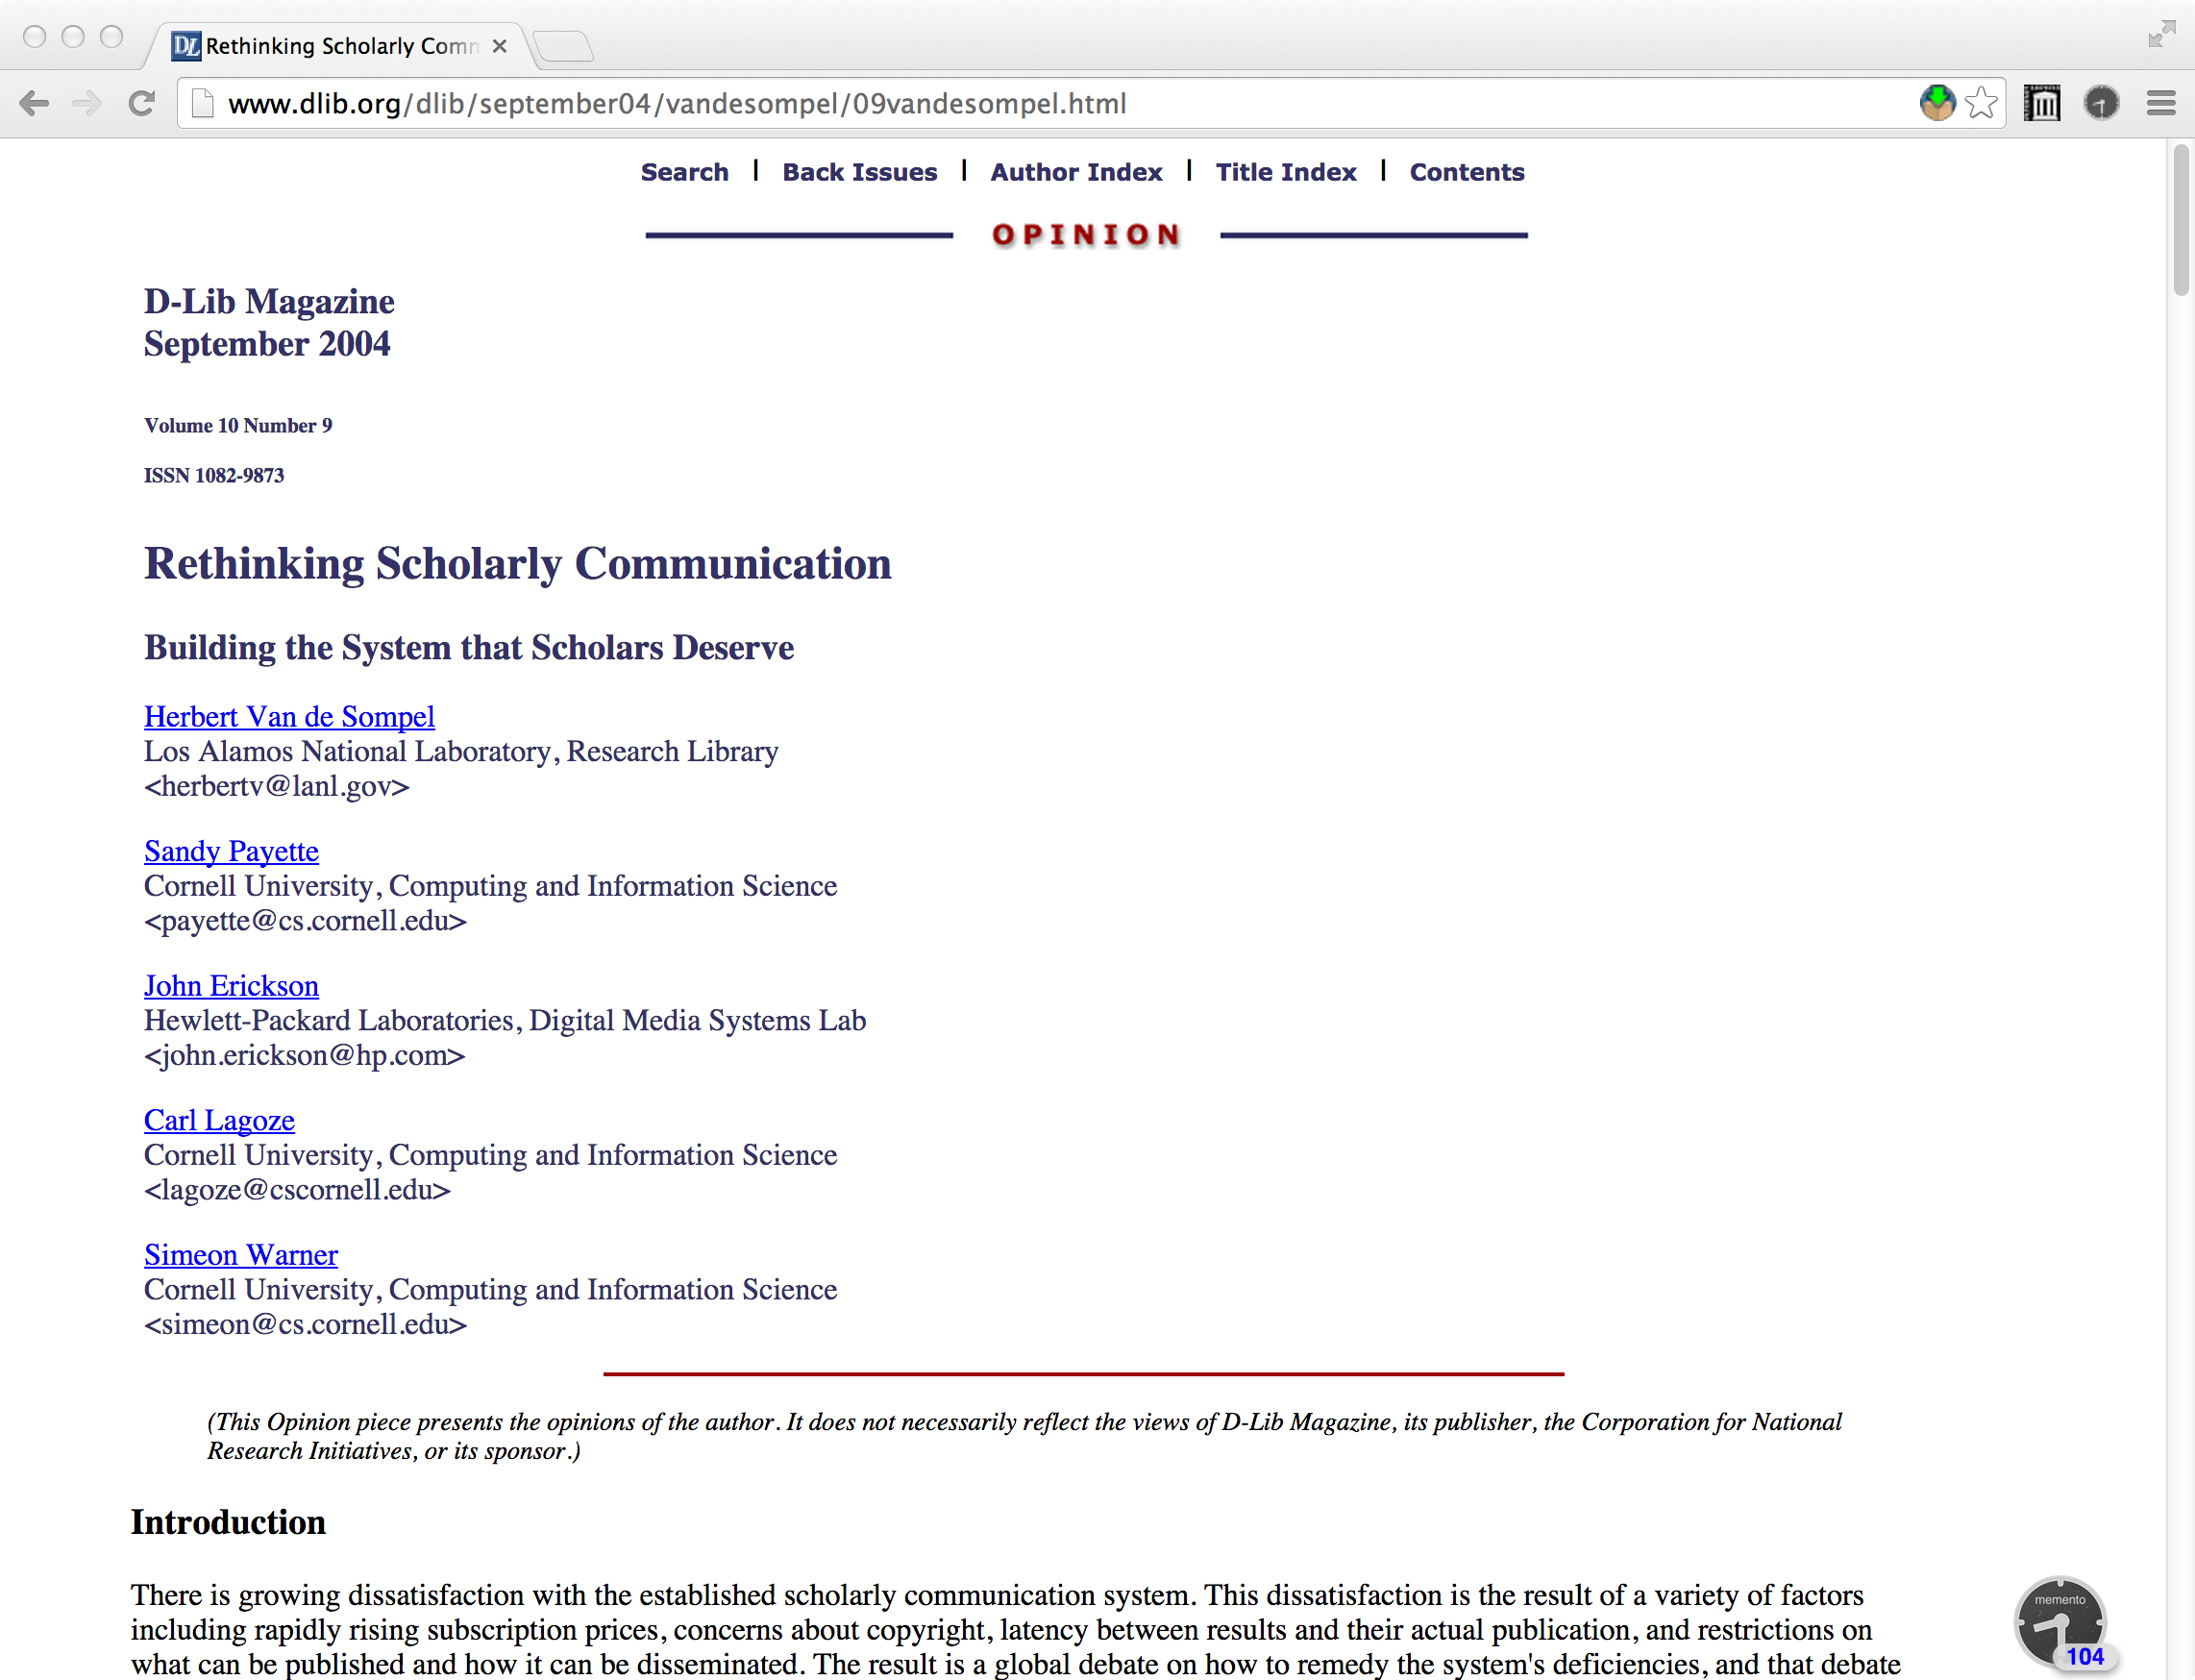 DL Rethinking Scholarly Comm
www.dlib.org/dlib/september04/vandesompel/09vandesompel.html
Search | Back Issues | Author Index | Title Index | Contents
OPINION
D-Lib Magazine
September 2004
Volume 10 Number 9
ISSN 1082-9873
Rethinking Scholarly Communication
Building the System that Scholars Deserve
Herbert Van de Sompel
Los Alamos National Laboratory, Research Library
<herbertv@lanl.gov>
Sandy Payette
Cornell University, Computing and Information Science
<payette@cs.cornell.edu>
John Erickson
Hewlett-Packard Laboratories, Digital Media Systems Lab
<john.erickson@hp.com>
Carl Lagoze
Cornell University, Computing and Information Science
<lagoze@cscornell.edu>
Simeon Warner
Cornell University, Computing and Information Science
<simeon@cs.cornell.edu>
(This Opinion piece presents the opinions of the author. It does not necessarily reflect the views of D-Lib Magazine, its publisher, the Corporation for National
Research Initiatives, or its sponsor.)
Introduction
There is growing dissatisfaction with the established scholarly communication system. This dissatisfaction is the result of a variety of factors
including rapidly rising subscription prices, concerns about copyright, latency between results and their actual publication, and restrictions on
what can be published and how it can be disseminated. The result is a global debate on how to remedy the system's deficiencies, and that debate
memento
104